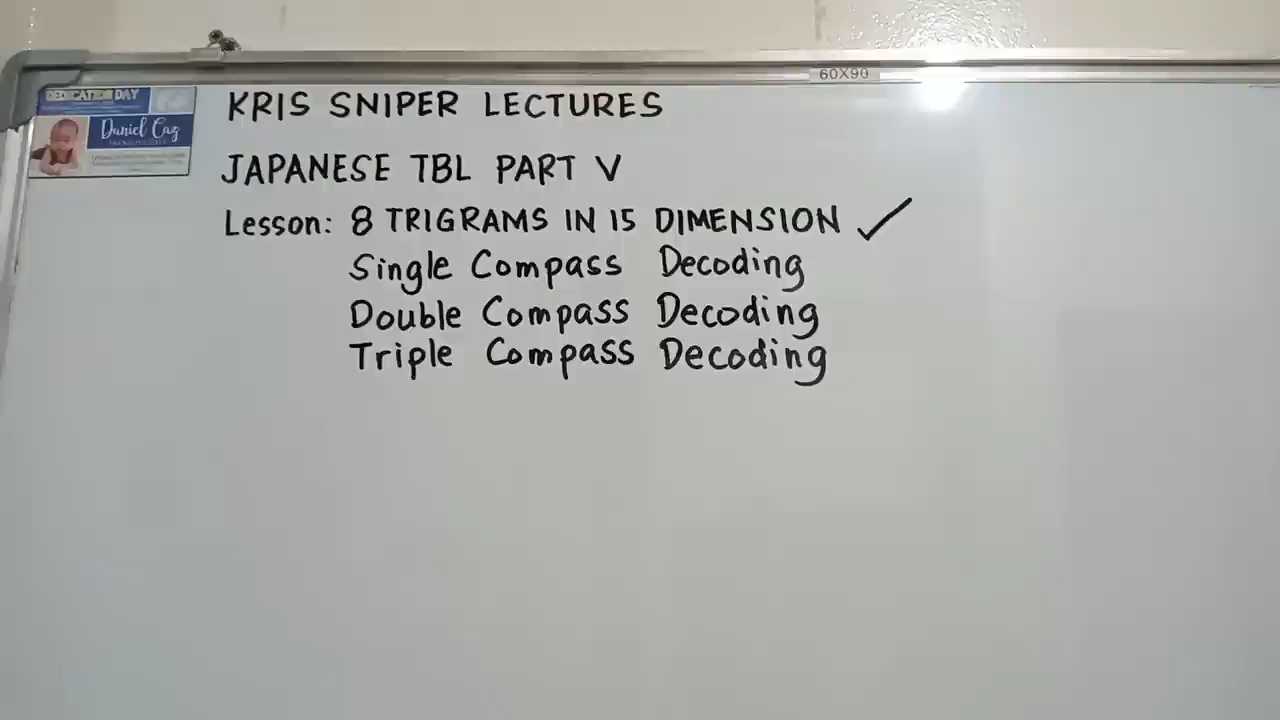 60X90
DEDICATION DAY
Daniel Caz
KRIS SNIPER LECTURES
JAPANESE TBL PART V
Lesson: 8 TRIGRAMS IN 15 DIMENSION ✓
Single Compass Decoding
Double Compass Decoding
Triple Compass Decoding